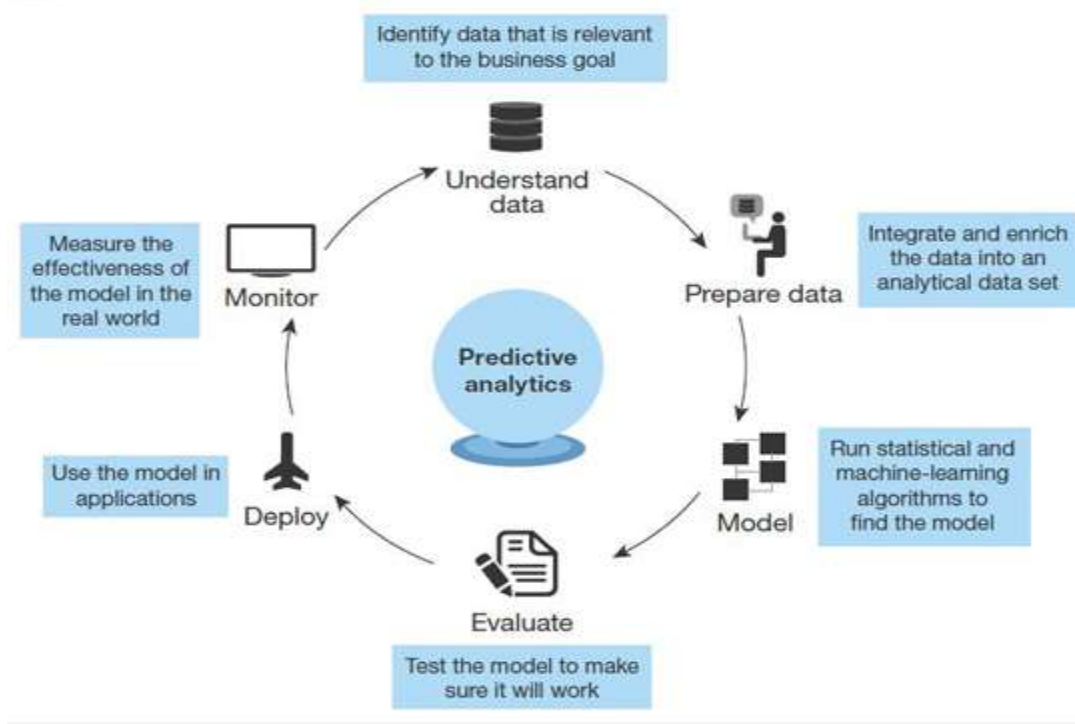 Identify data that is relevant
to the business goal
Understand
data
Prepare data
Integrate and enrich
the data into an
analytical data set
Model
Run statistical and
machine-learning
algorithms to
find the model
Evaluate
Test the model to make
sure it will work
Deploy
Use the model in
applications
Monitor
Measure the
effectiveness of
the model in the
real world
Predictive
analytics